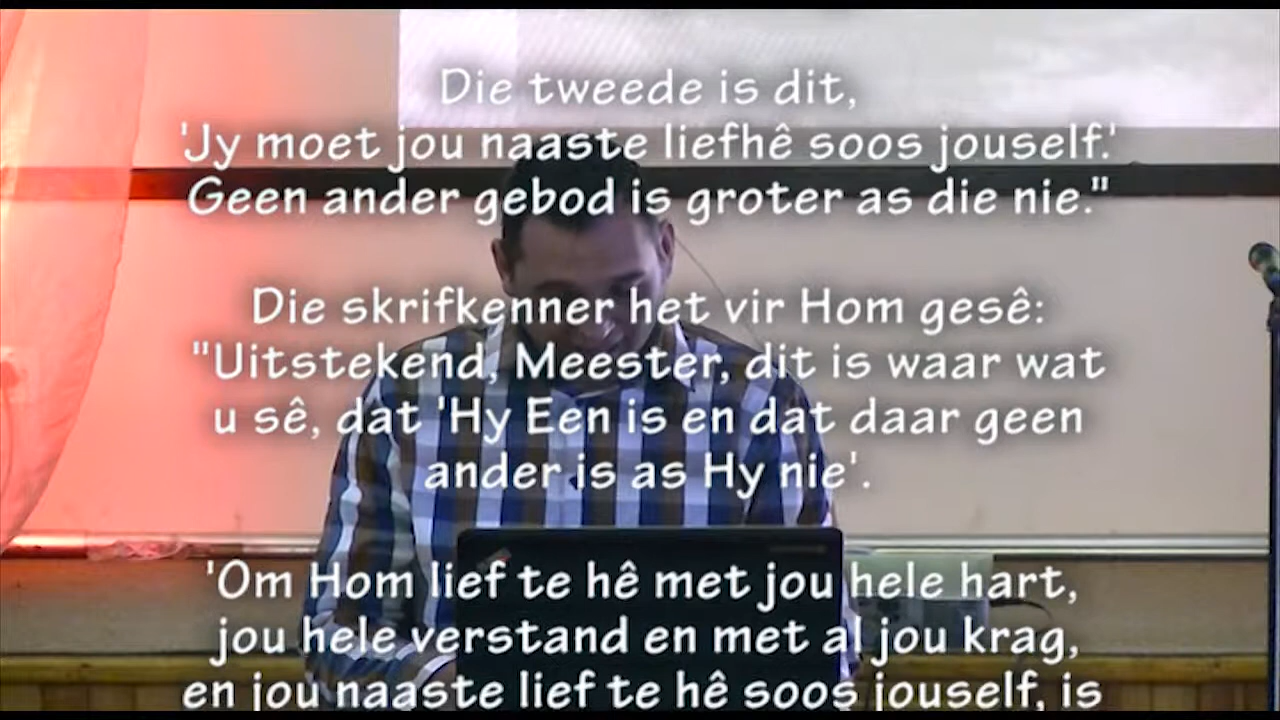 Die tweede is dit,
'Jy moet jou naaste liefhê soos jouself.'
Geen ander gebod is groter as die nie."
Die skrifkenner het vir Hom gesê:
"Uitstekend, Meester, dit is waar wat
u sê, dat 'Hy Een is en dat daar geen
ander is as Hy nie'.
'Om Hom lief te hê met jou hele hart,
jou hele verstand en met al jou krag,
en jou naaste lief te hê soos jouself, is